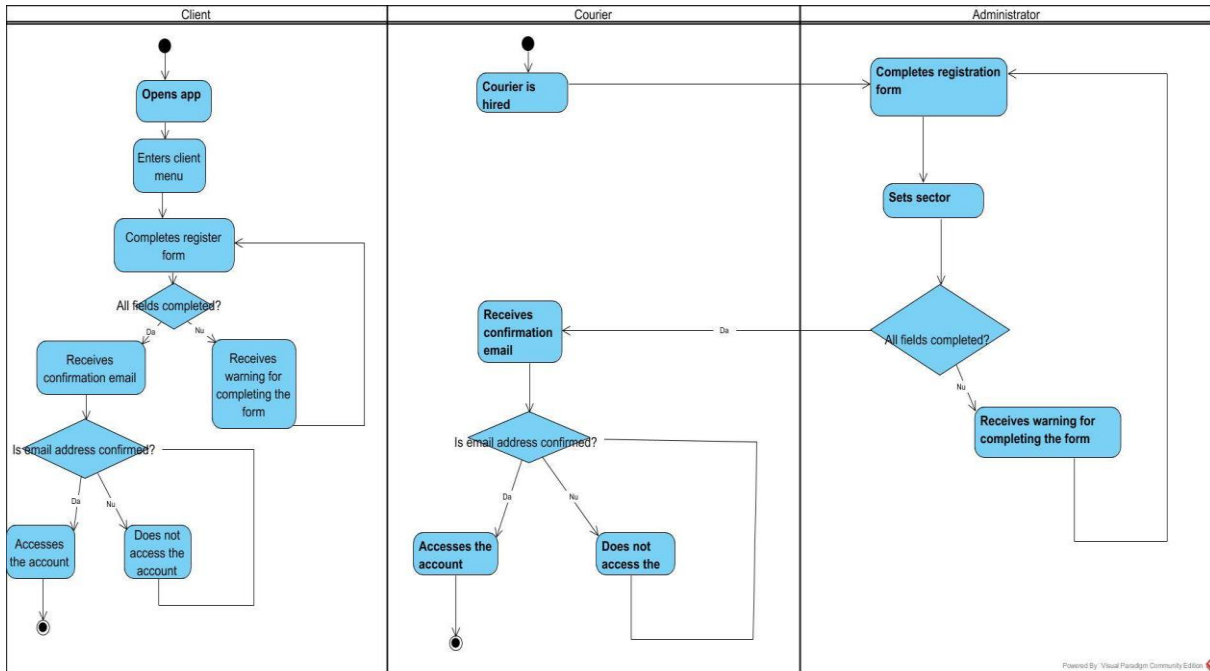 Client
Courier
Administrator
Opens app
Enters client
menu
Completes register
form
All fields completed?
Da
Nu
Receives
confirmation email
Receives
warning for
completing the
form
Is email address confirmed?
Da
Nu
Accesses
the account
Does not
access the
account
Courier is
hired
Receives
confirmation
email
Is email address confirmed?
Da
Nu
Accesses the
account
Does not
access the
Completes registration
form
Sets sector
All fields completed?
Da
Nu
Receives warning for
completing the form
Powered By Visual Paradigm Community Edition